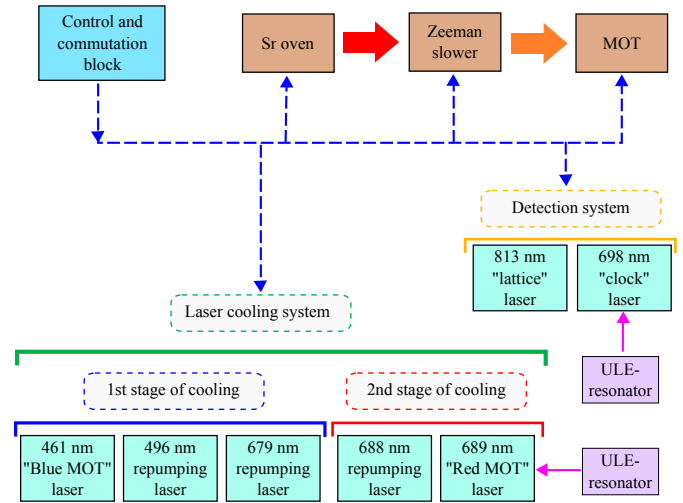 Control and
commutation
block
Sr oven
Zeeman
slower
MOT
Detection system
813 nm
"lattice"
laser
698 nm
"clock"
laser
Laser cooling system
ULE-
resonator
1st stage of cooling
2nd stage of cooling
461 nm
"Blue MOT"
laser
496 nm
repumping
laser
679 nm
repumping
laser
688 nm
repumping
laser
689 nm
"Red MOT"
laser
ULE-
resonator